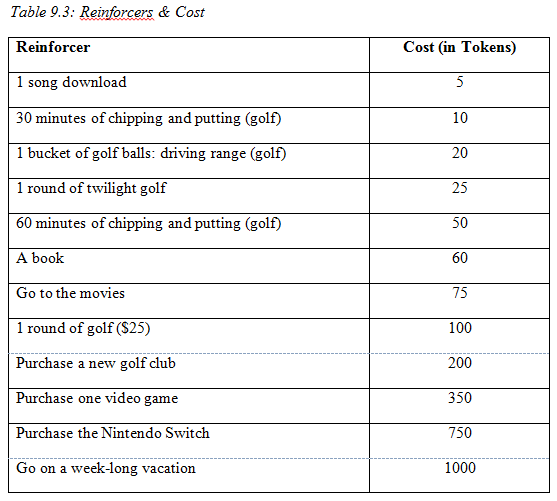 Table 9.3: Reinforcers & Cost
Reinforcer Cost (in Tokens)
1 song download 5
30 minutes of chipping and putting (golf) 10
1 bucket of golf balls: driving range (golf) 20
1 round of twilight golf 25
60 minutes of chipping and putting (golf) 50
A book 60
Go to the movies 75
1 round of golf ($25) 100
Purchase a new golf club 200
Purchase one video game 350
Purchase the Nintendo Switch 750
Go on a week-long vacation 1000